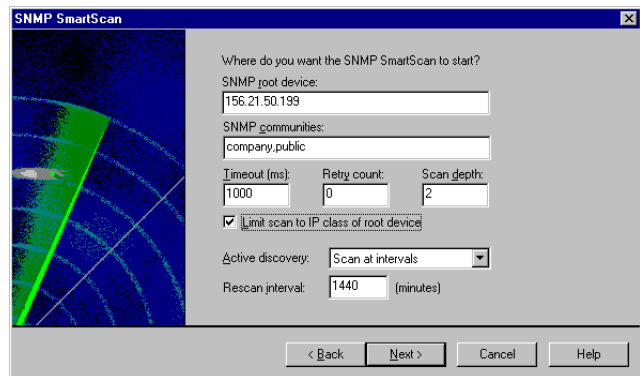 SNMP SmartScan
Where do you want the SNMP SmartScan to start?
SNMP root device:
156.21.50.199
SNMP communities:
company,public
Timeout (ms): Retry count: Scan depth:
1000 0 2
Limit scan to IP class of root device
Active discovery: Scan at intervals
Rescan interval: 1440 (minutes)
< Back Next > Cancel Help